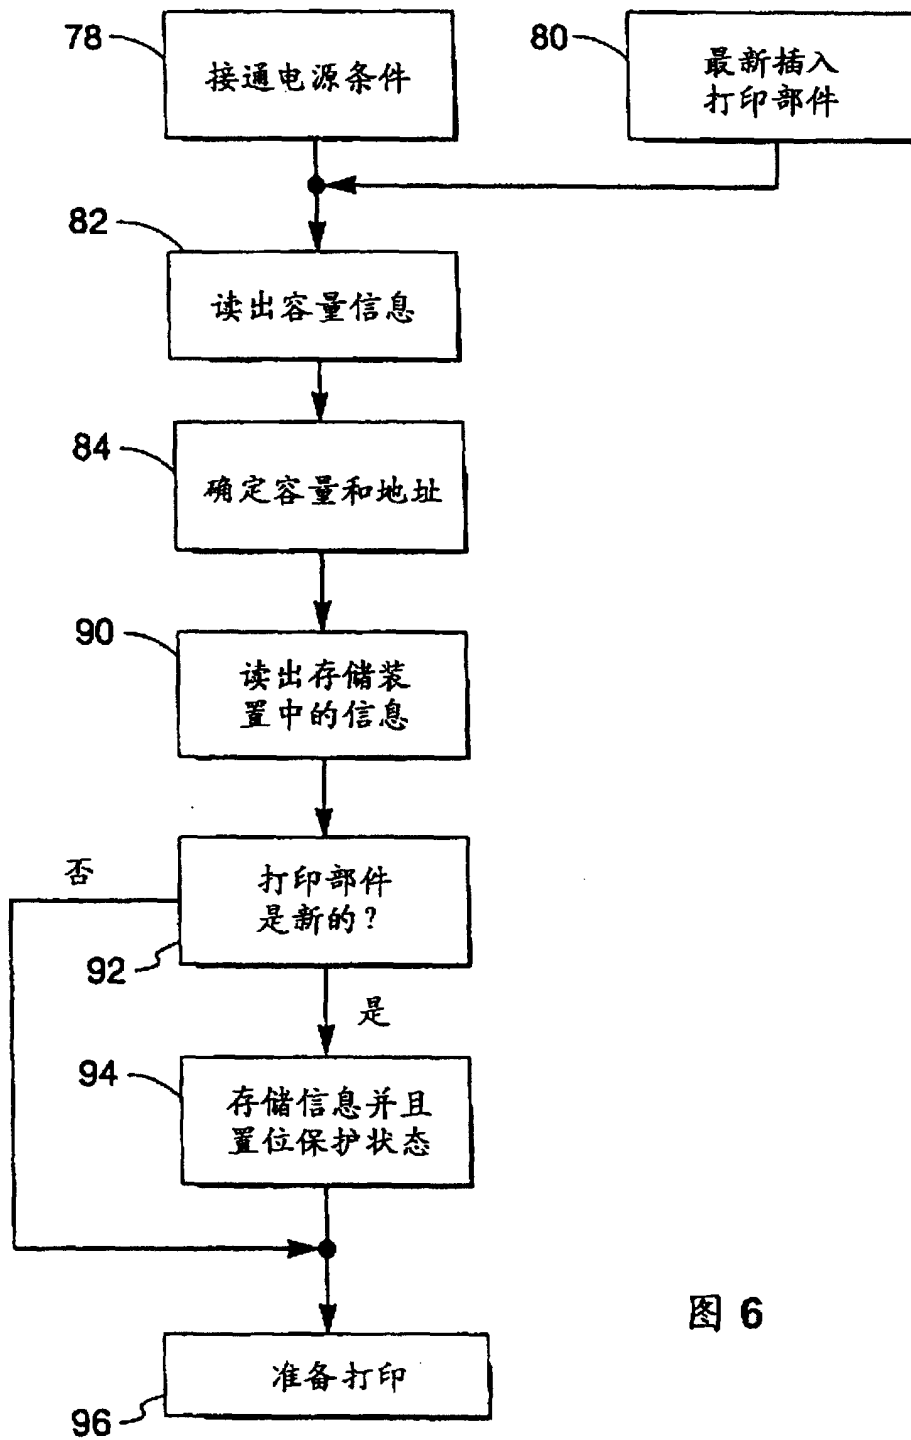 78
接通电源条件
80
最新插入
打印部件
82
读出容量信息
84
确定容量和地址
90
读出存储装
置中的信息
否
打印部件
是新的?
92
是
94
存储信息并且
置位保护状态
图 6
准备打印
96